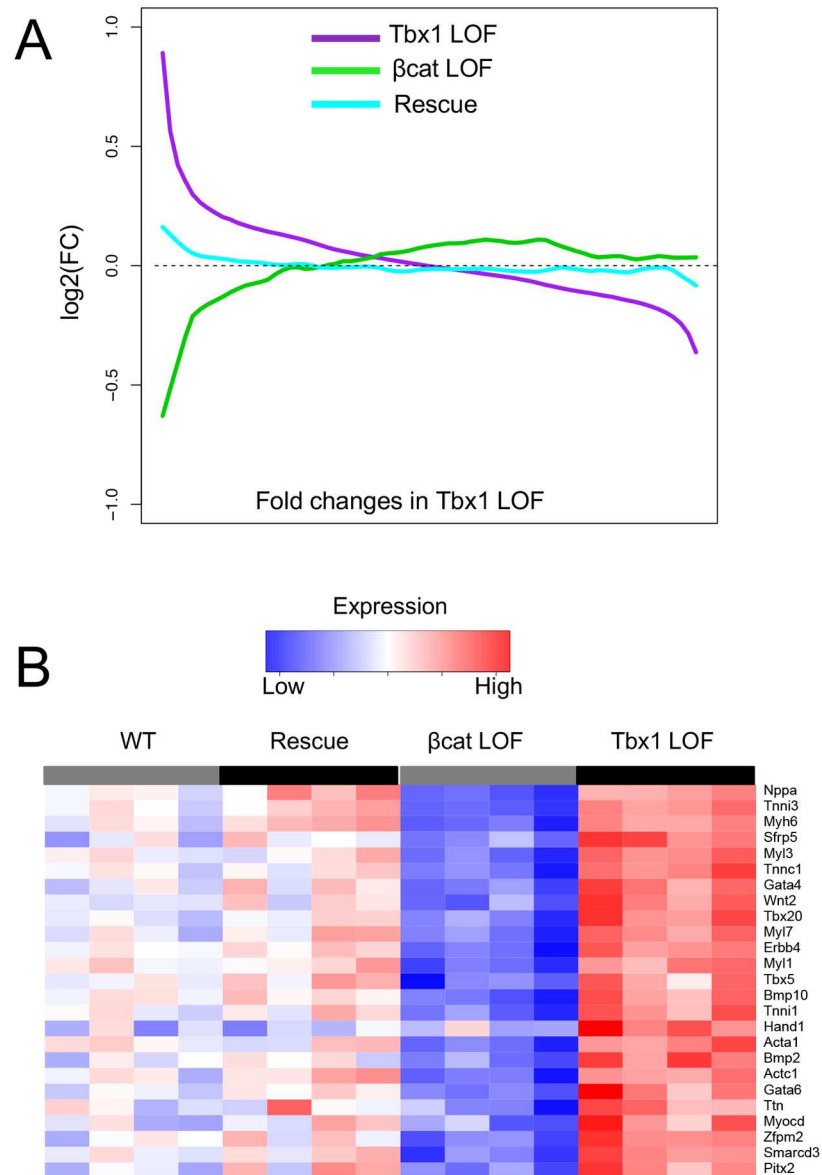 A
Tbx1 LOF
βcat LOF
Rescue
1.0
0.5
0.0
−0.5
−1.0
log2(FC)
Fold changes in Tbx1 LOF
B
Expression
Low High
WT Rescue βcat LOF Tbx1 LOF
Nppa
Tnni3
Myh6
Sfrp5
Myl3
Tnnc1
Gata4
Wnt2
Tbx20
Myl7
Erbb4
Myl1
Tbx5
Bmp10
Tnni1
Hand1
Acta1
Bmp2
Actc1
Gata6
Ttn
Myocd
Zfpm2
Smarcd3
Pitx2